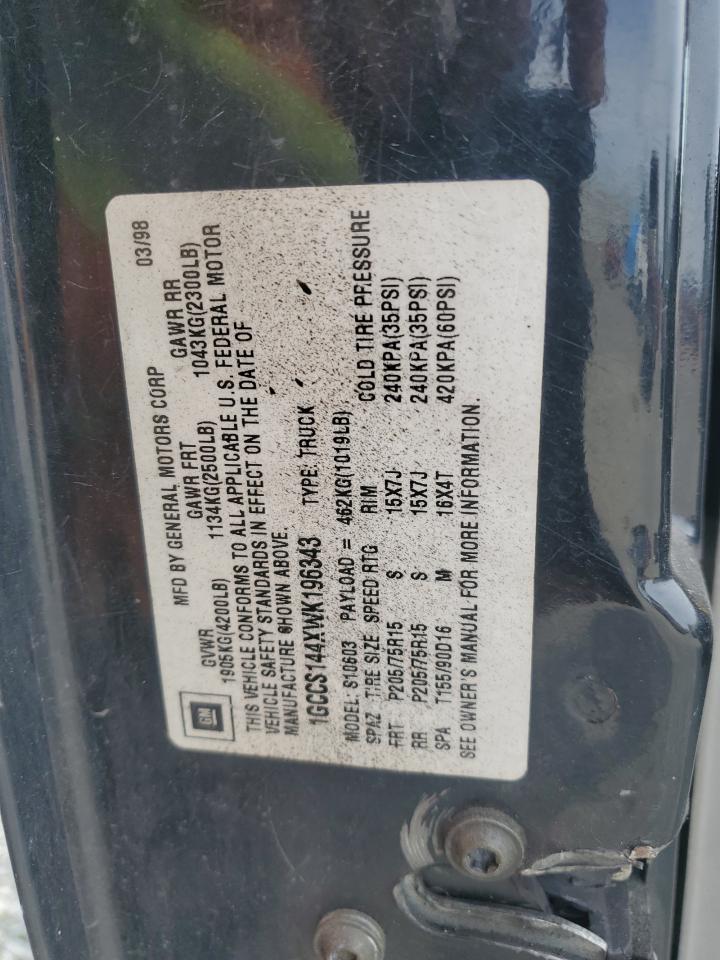 GM
MFD BY GENERAL MOTORS CORP 03/98
GVWR GAWR FRT GAWR RR
1905KG(4200LB) 1134KG(2500LB) 1043KG(2300LB)
THIS VEHICLE CONFORMS TO ALL APPLICABLE U.S. FEDERAL MOTOR
VEHICLE SAFETY STANDARDS IN EFFECT ON THE DATE OF
MANUFACTURE SHOWN ABOVE.
1GCCS144XWK196343 TYPE: TRUCK
MODEL: S10603 PAYLOAD = 462KG(1019LB)
SPAZ TIRE SIZE SPEED RTG RIM COLD TIRE PRESSURE
FRT P205/75R15 S 15X7J 240KPA(35PSI)
RR P205/75R15 S 15X7J 240KPA(35PSI)
SPA T155/90D16 M 16X4T 420KPA(60PSI)
SEE OWNER'S MANUAL FOR MORE INFORMATION.